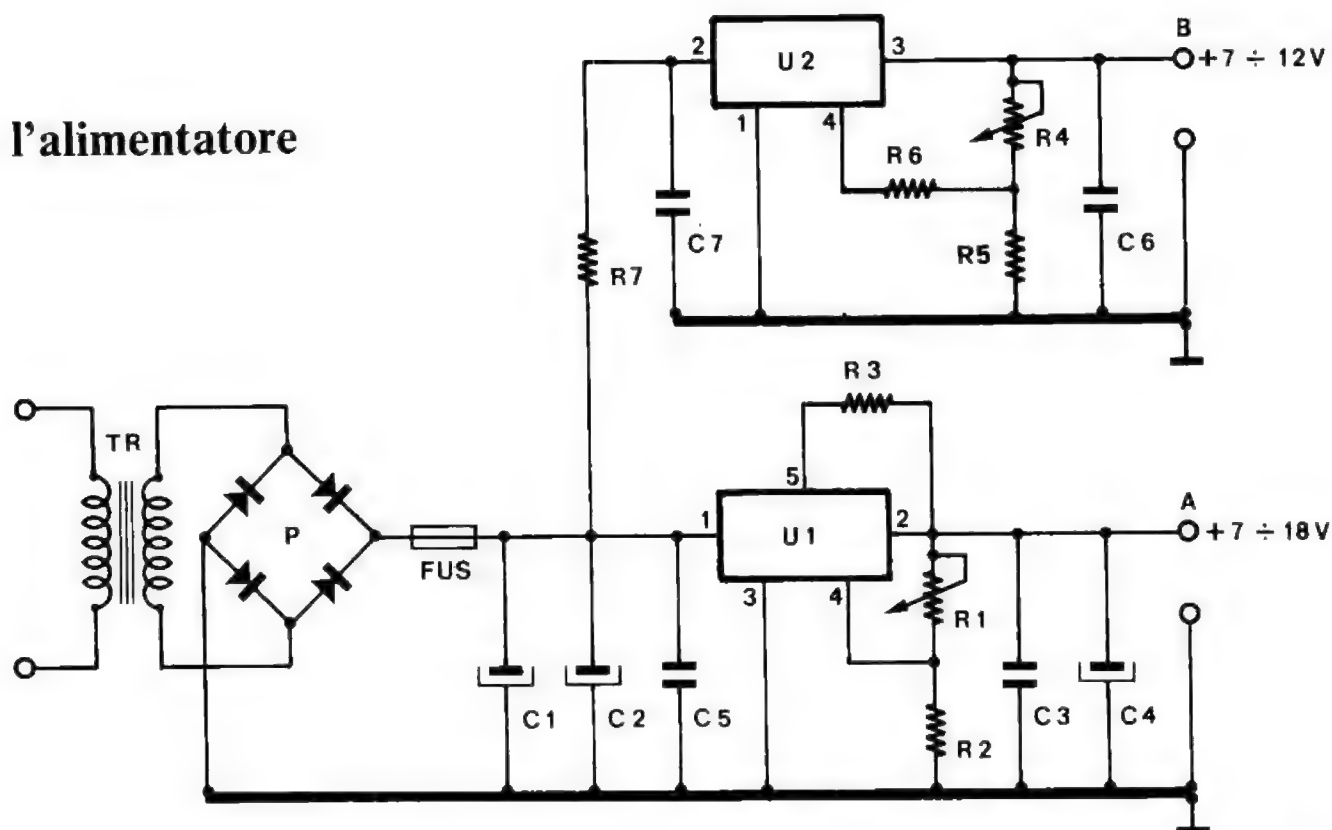 l'alimentatore
B
2
U2
3
+7 ÷ 12V
1
4
R4
R6
C7
R5
C6
R7
R3
TR
5
A
P
1
U1
2
+7 ÷ 18V
FUS
3
4
R1
C1
C2
C5
R2
C3
C4